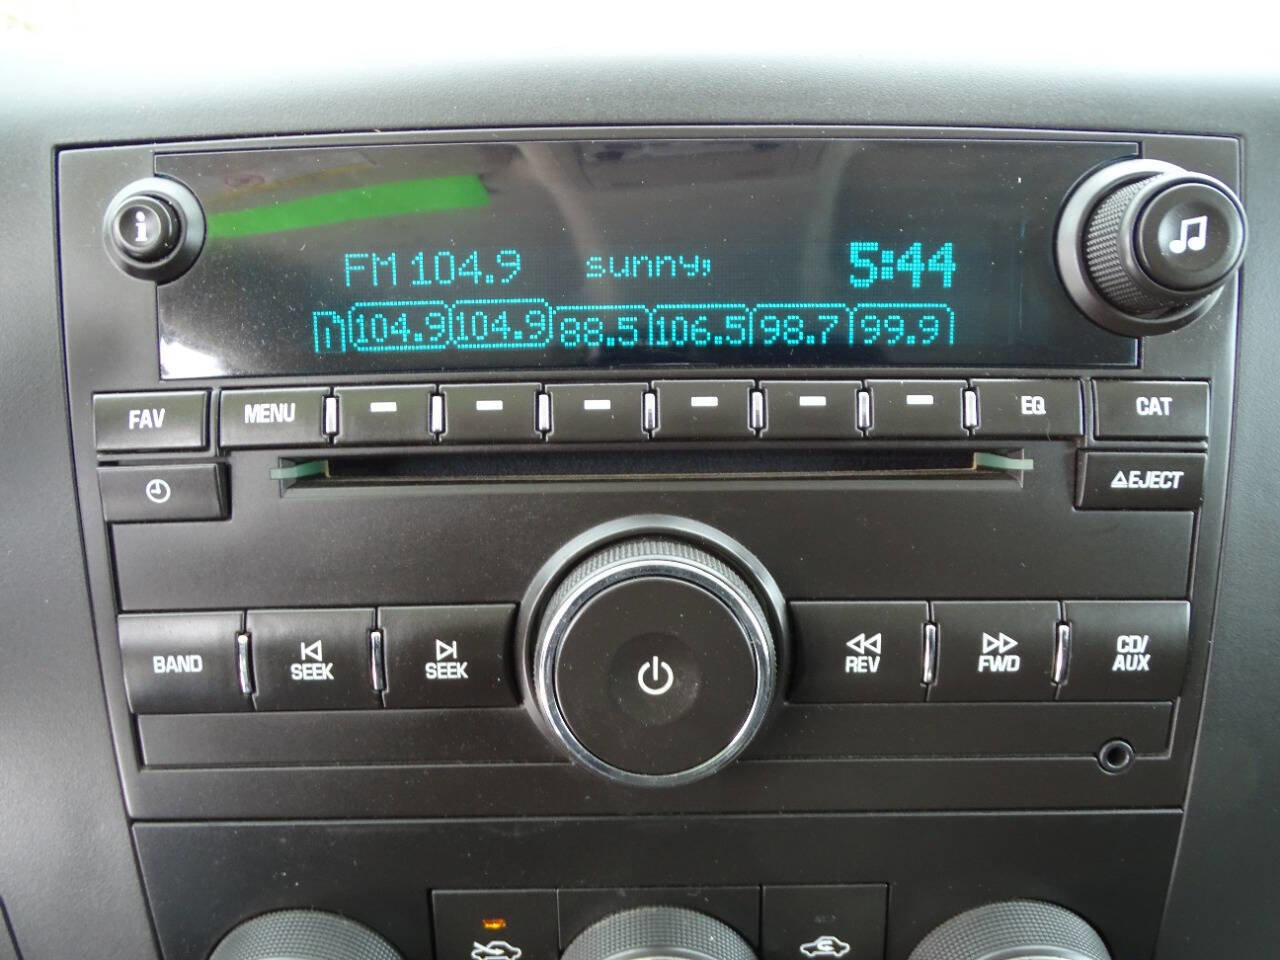 i
FM 104.9 sunny, 5:44
104.9 104.9 88.5 106.5 98.7 99.9
FAV MENU EQ CAT
EJECT
BAND SEEK SEEK REV FWD CD/
AUX